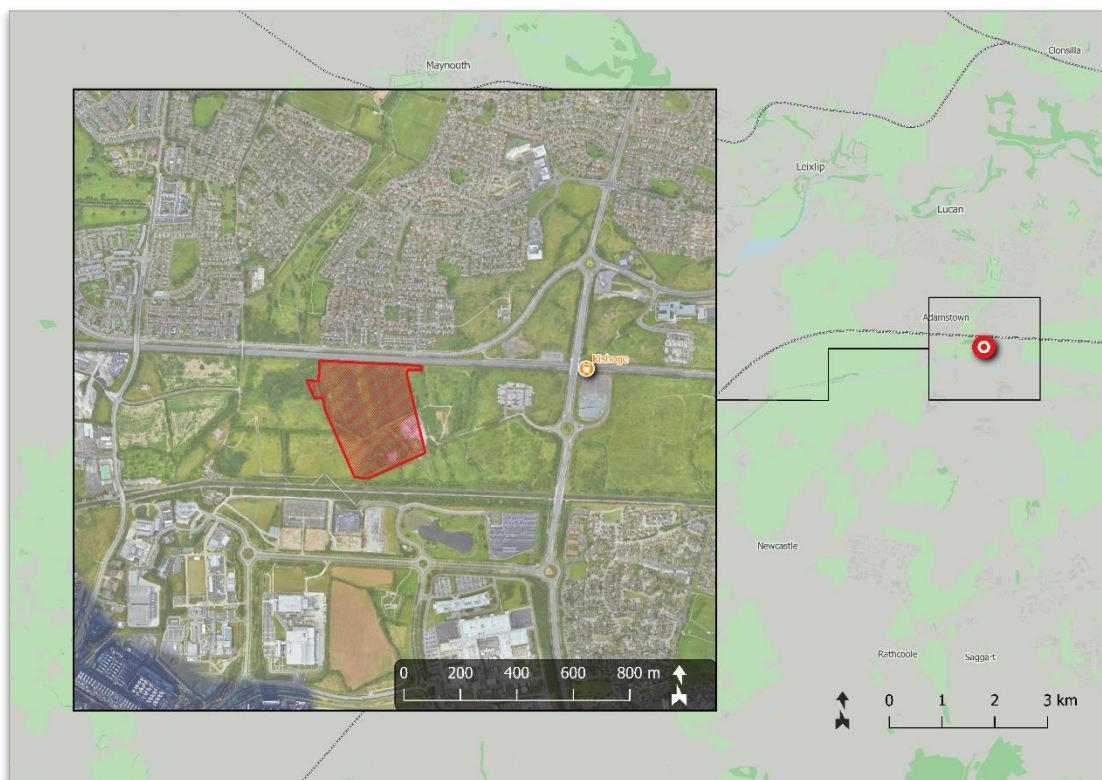 Clonsilla
Maynooth
Leixlip
Lucan
Adamstown
Kishoge
Newcastle
Rathcoole
Saggart
0 200 400 600 800 m
0 1 2 3 km